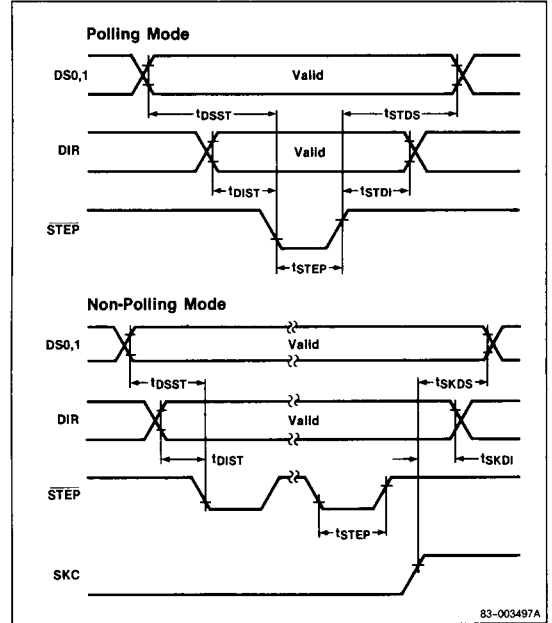 Polling Mode
DS0,1
Valid
tDSST
tSTDS
DIR
Valid
tDIST
tSTDI
STEP
tSTEP
Non-Polling Mode
DS0,1
Valid
tDSST
tSKDS
DIR
Valid
tDIST
tSKDI
STEP
tSTEP
SKC
83-003497A